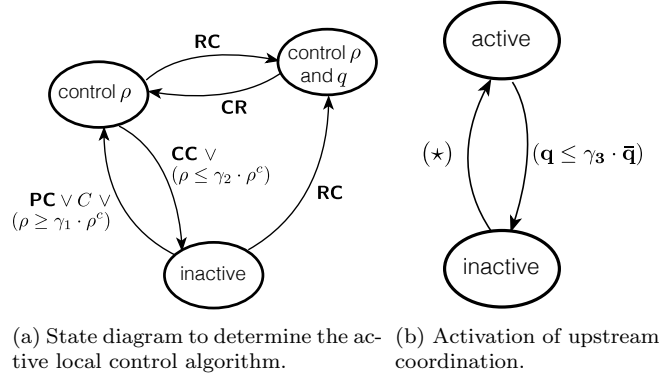 RC
control ρ
control ρ
and q
CR
CC ∨
(ρ ≤ γ₂ · ρᶜ)
PC ∨ C ∨
(ρ ≥ γ₁ · ρᶜ)
RC
inactive
(a) State diagram to determine the ac-
tive local control algorithm.
active
(⋆)
(q ≤ γ₃ · q̄)
inactive
(b) Activation of upstream
coordination.